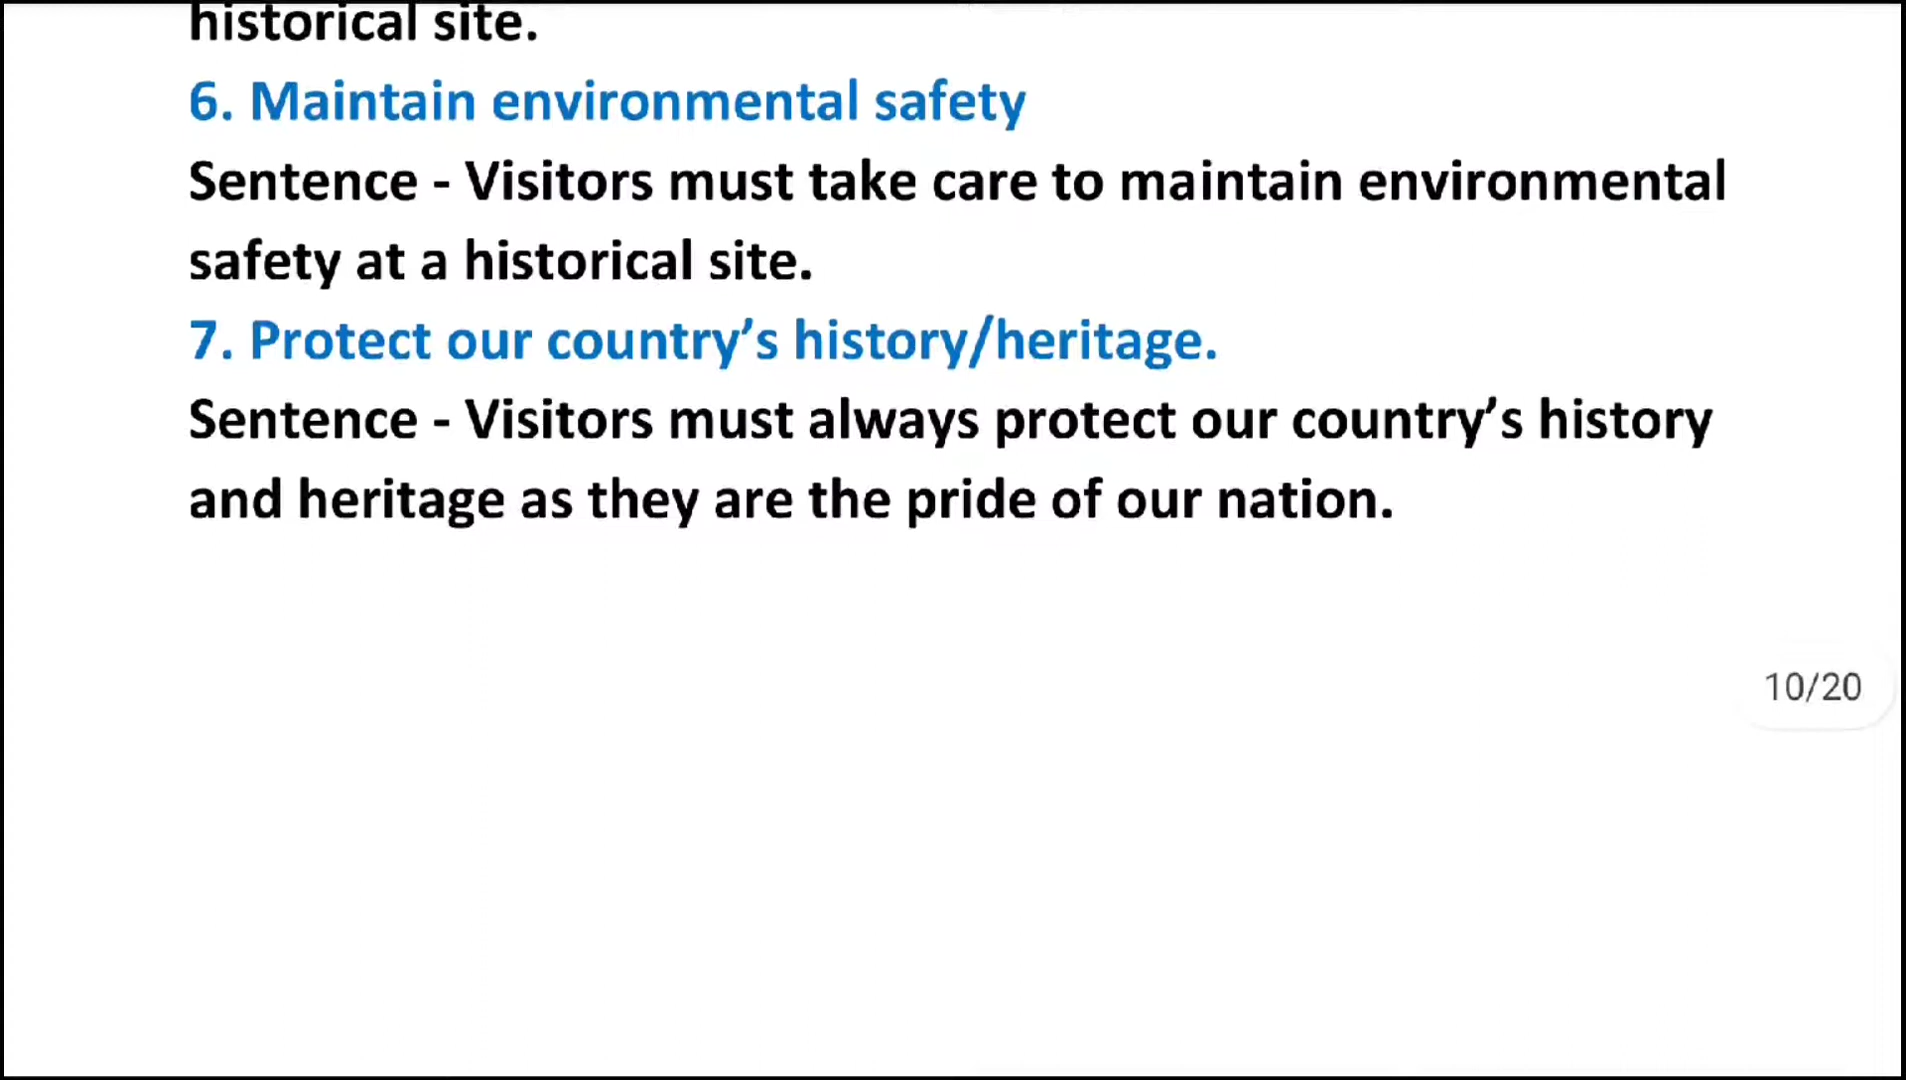 historical site.
6. Maintain environmental safety
Sentence - Visitors must take care to maintain environmental
safety at a historical site.
7. Protect our country’s history/heritage.
Sentence - Visitors must always protect our country’s history
and heritage as they are the pride of our nation.
10/20